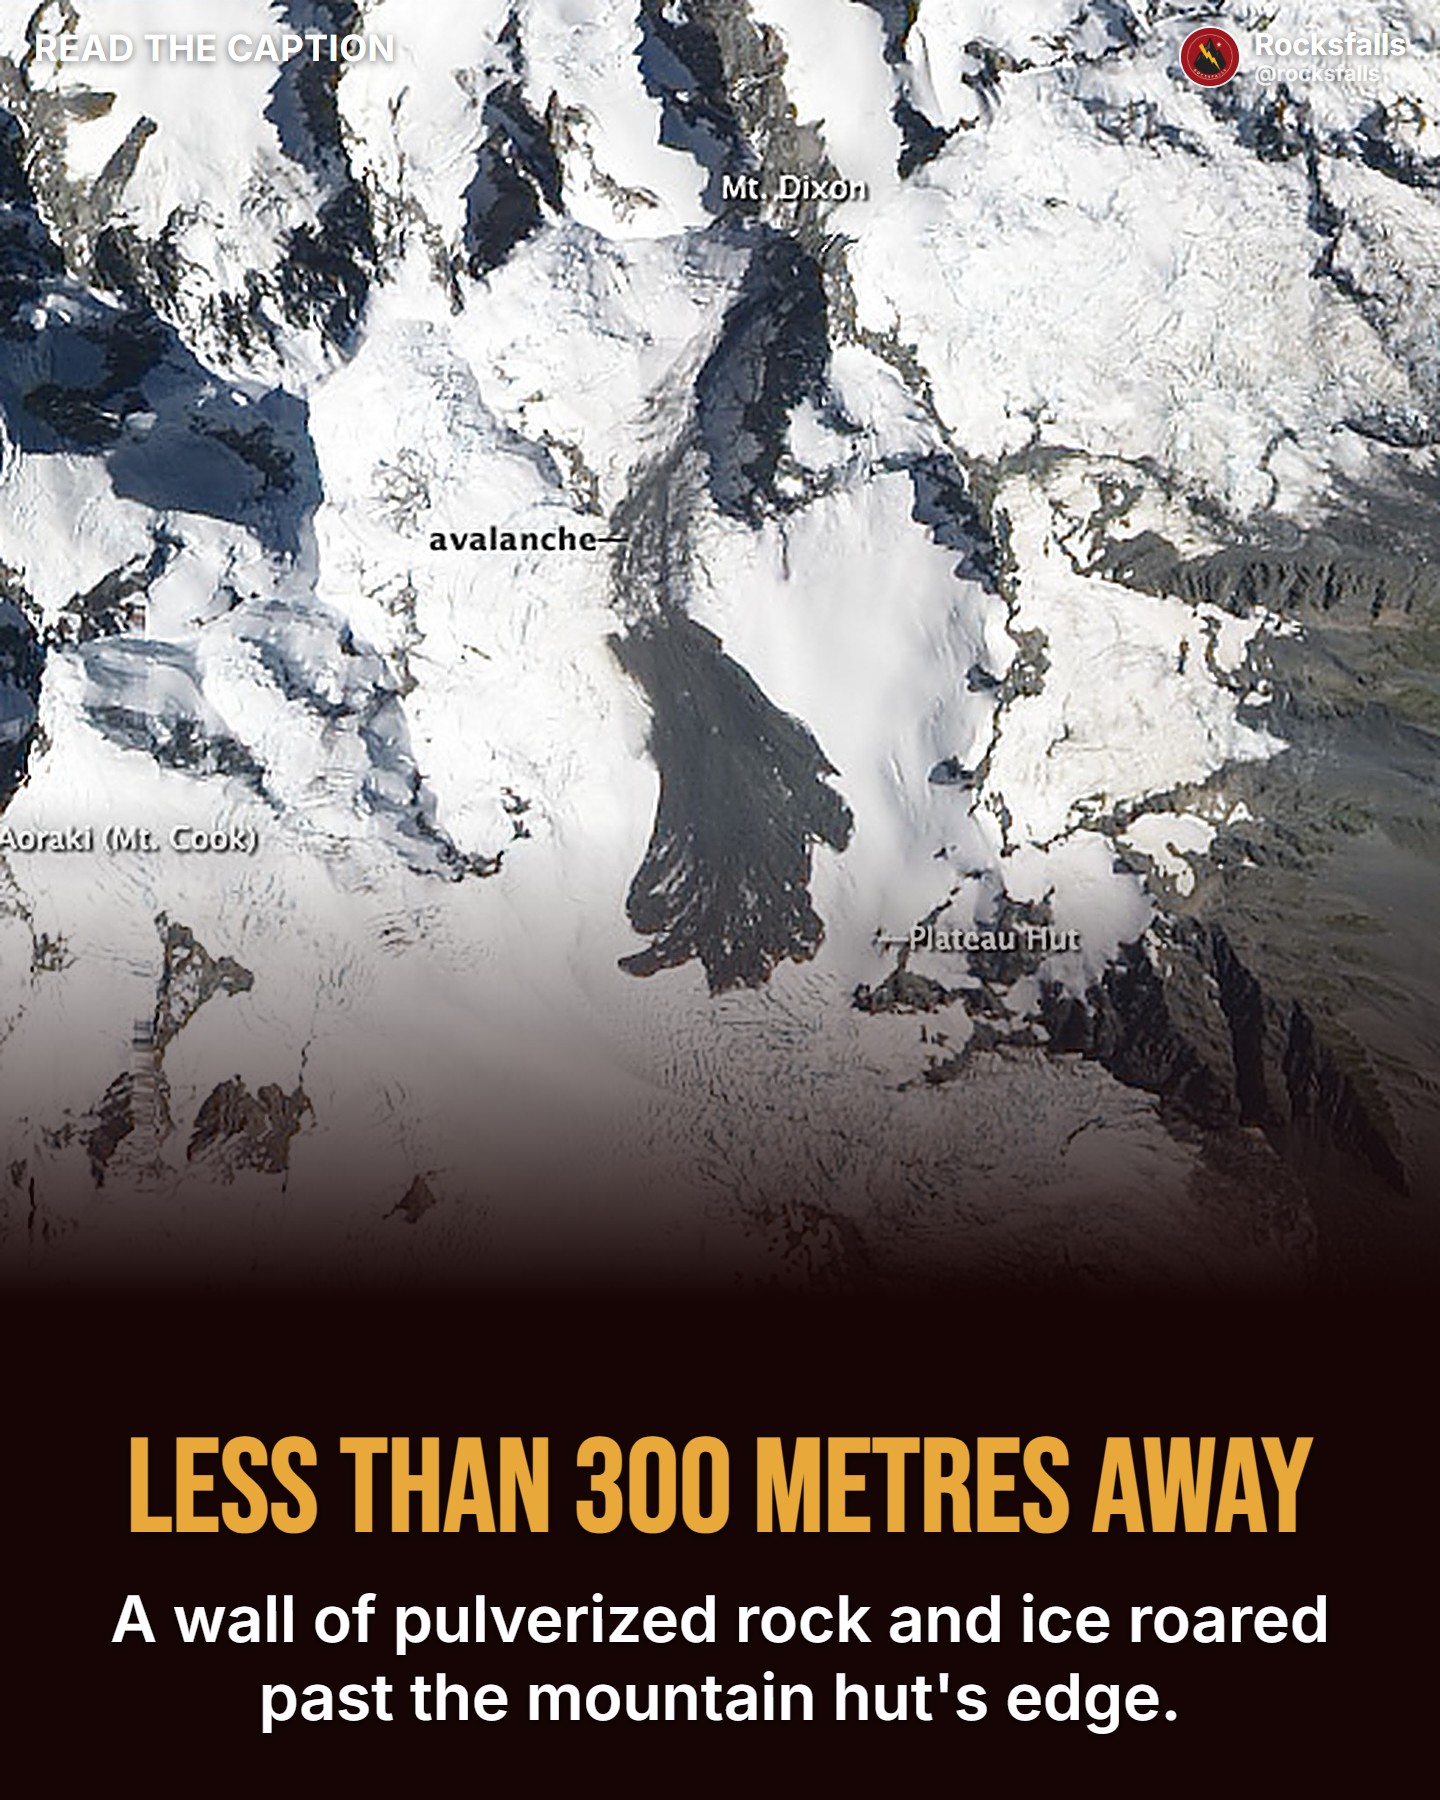 READ THE CAPTION
Rocksfalls
@rocksfalls
Mt. Dixon
avalanche
Aoraki (Mt. Cook)
Plateau Hut
LESS THAN 300 METRES AWAY
A wall of pulverized rock and ice roared
past the mountain hut's edge.